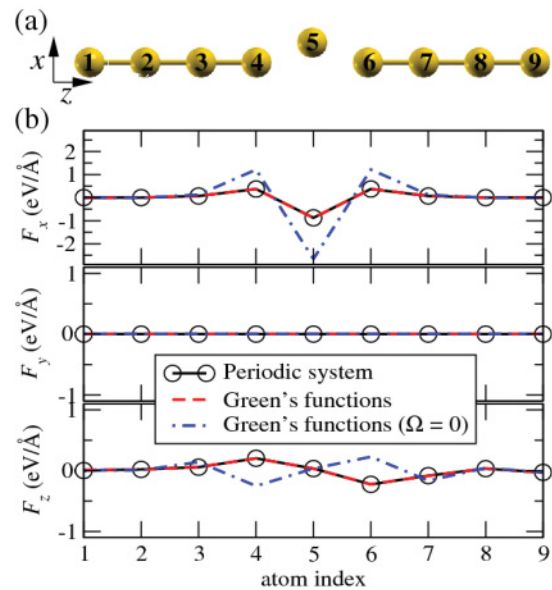 (a)
x
z
1 2 3 4 5 6 7 8 9
(b)
F_x (eV/Å)
2
1
0
-1
-2
F_y (eV/Å)
1
0
-1
Periodic system
Green's functions
Green's functions (Ω = 0)
F_z (eV/Å)
1
0
-1
1 2 3 4 5 6 7 8 9
atom index